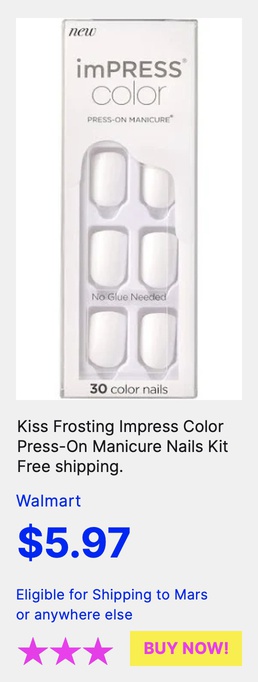 new
imPRESS®
color
PRESS-ON MANICURE®
No Glue Needed
30 color nails
Kiss Frosting Impress Color
Press-On Manicure Nails Kit
Free shipping.
Walmart
$5.97
Eligible for Shipping to Mars
or anywhere else
BUY NOW!